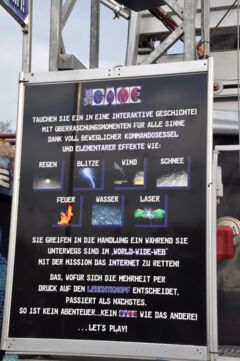 THE GAME
TAUCHEN SIE EIN IN EINE INTERAKTIVE GESCHICHTE!
MIT ÜBERRASCHUNGSMOMENTEN FÜR ALLE SINNE
DANK VOLL BEWEGLICHER KOMMANDOSESSEL
UND ELEMENTARER EFFEKTE WIE:
REGEN BLITZE WIND SCHNEE
FEUER WASSER LASER
SIE GREIFEN IN DIE HANDLUNG EIN WÄHREND SIE
UNTERWEGS SIND IM „WORLD-WIDE-WEB"
MIT DER MISSION DAS INTERNET ZU RETTEN!
DAS, WOFÜR SICH DIE MEHRHEIT PER
DRUCK AUF DEN LEUCHTKNOPF ENTSCHEIDET,
PASSIERT ALS NÄCHSTES.
SO IST KEIN ABENTEUER...KEIN GAME WIE DAS ANDERE!
...LET'S PLAY!